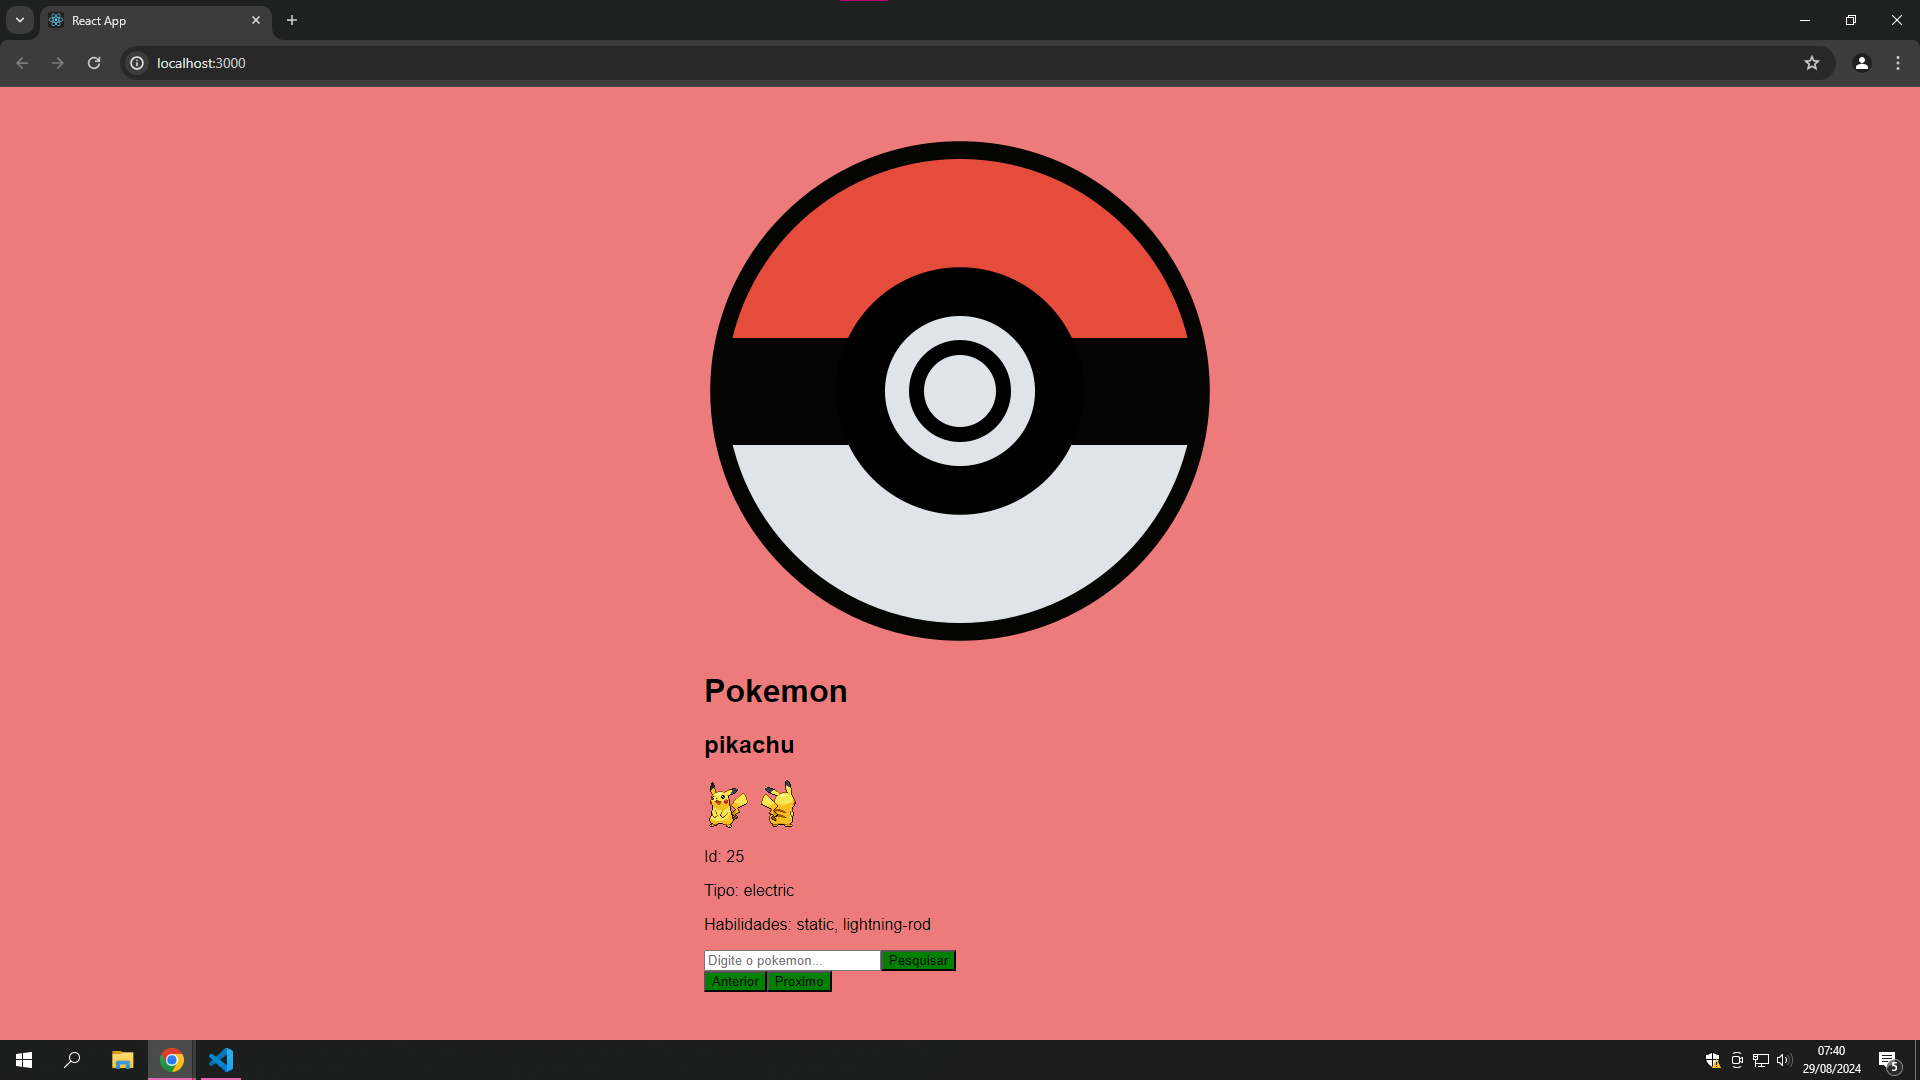 React App
localhost:3000
Pokemon
pikachu
Id: 25
Tipo: electric
Habilidades: static, lightning-rod
Digite o pokemon... Pesquisar
Anterior Proximo
07:40
29/08/2024
5